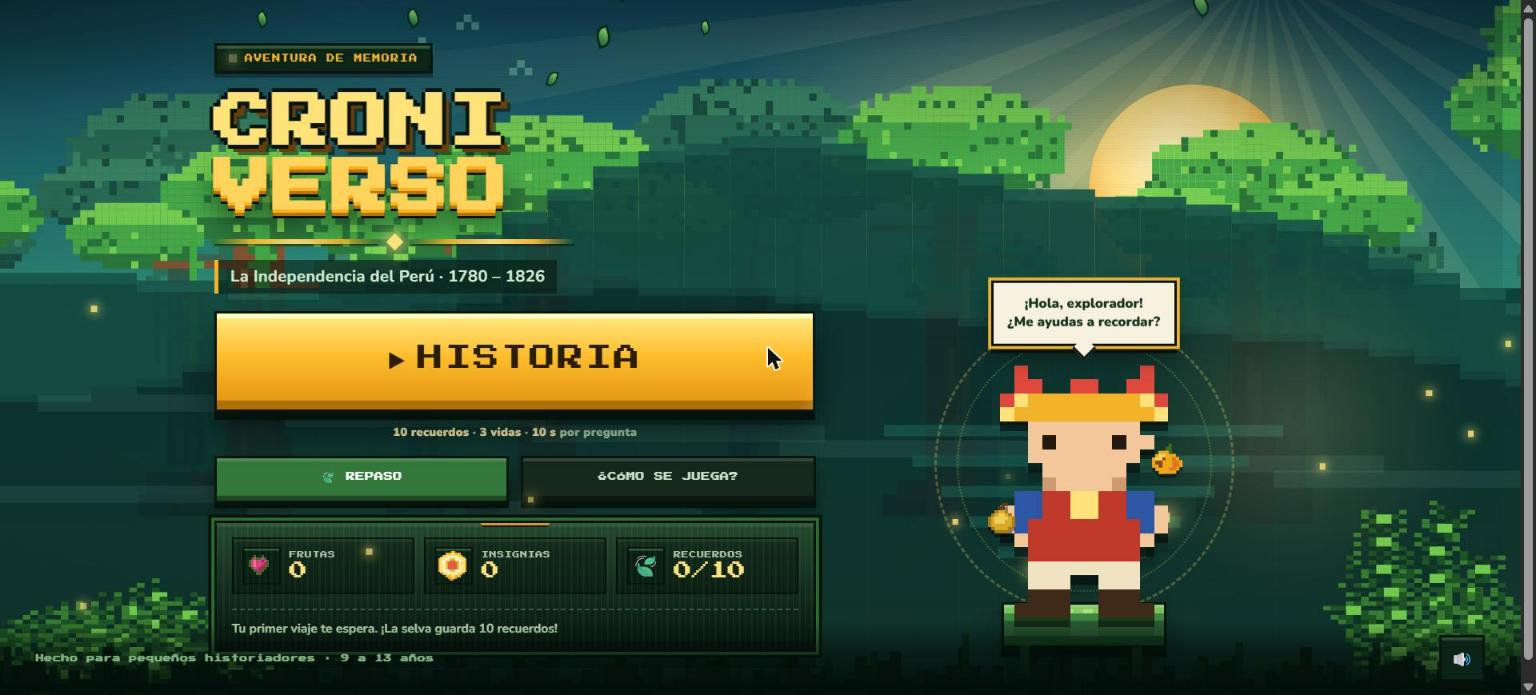 AVENTURA DE MEMORIA
CRONI
VERSO
La Independencia del Perú · 1780 – 1826
¡Hola, explorador!
¿Me ayudas a recordar?
▶ HISTORIA
10 recuerdos · 3 vidas · 10 s por pregunta
REPASO
¿CóMO SE JUEGA?
FRUTAS
0
INSIGNIAS
0
RECUERDOS
0/10
Tu primer viaje te espera. ¡La selva guarda 10 recuerdos!
Hecho para pequeños historiadores · 9 a 13 años